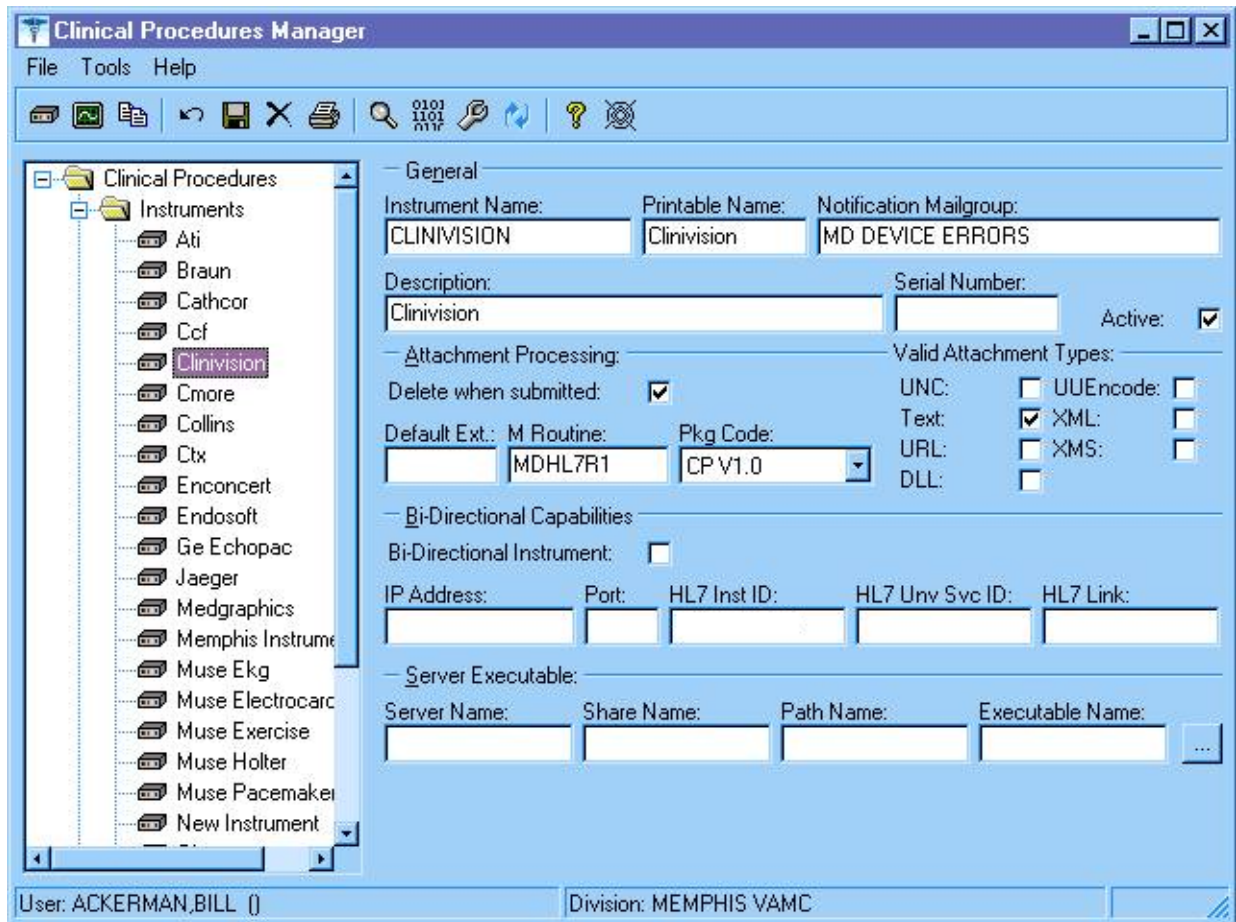 Clinical Procedures Manager
File Tools Help
Clinical Procedures
Instruments
Ati
Braun
Cathcor
Ccf
Clinivision
Cmore
Collins
Ctx
Enconcert
Endosoft
Ge Echopac
Jaeger
Medgraphics
Memphis Instrume
Muse Ekg
Muse Electrocard
Muse Exercise
Muse Holter
Muse Pacemaker
New Instrument
General
Instrument Name: Printable Name: Notification Mailgroup:
CLINIVISION Clinivision MD DEVICE ERRORS
Description: Serial Number:
Clinivision
Active:
Attachment Processing: Valid Attachment Types:
Delete when submitted: UNC: UUEncode:
Text: XML:
Default Ext.: M Routine: Pkg Code: URL: XMS:
MDHL7R1 CP V1.0
DLL:
Bi-Directional Capabilities
Bi-Directional Instrument:
IP Address: Port: HL7 Inst ID: HL7 Unv Svc ID: HL7 Link:
Server Executable:
Server Name: Share Name: Path Name: Executable Name:
...
User: ACKERMAN,BILL () Division: MEMPHIS VAMC